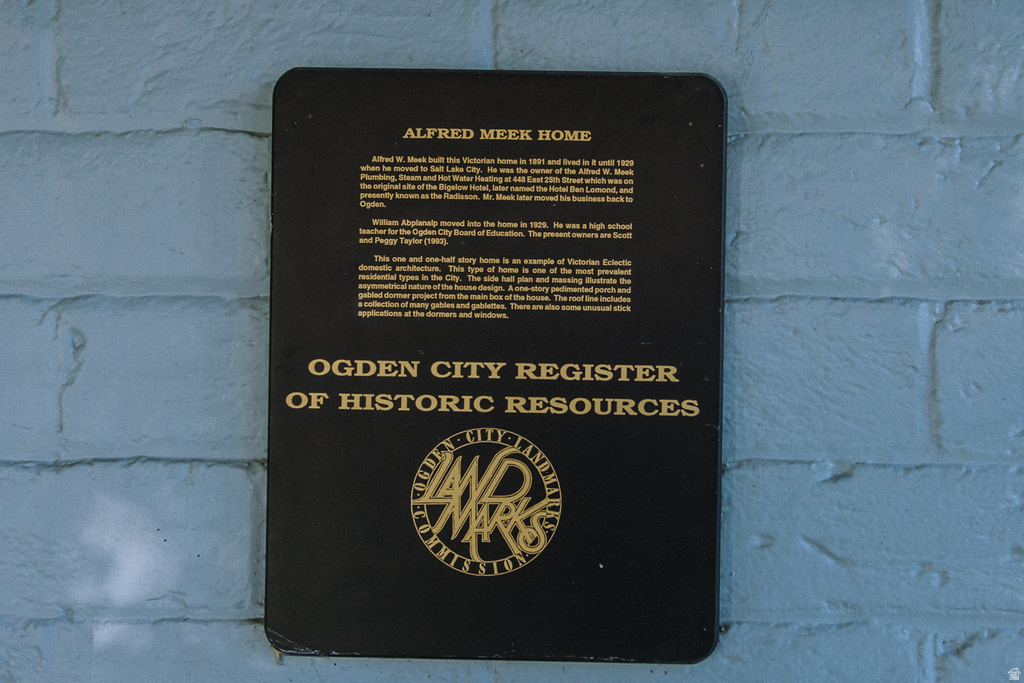 ALFRED MEEK HOME
Alfred W. Meek built this Victorian home in 1891 and lived in it until 1929
when he moved to Salt Lake City. He was the owner of the Alfred W. Meek
Plumbing, Steam and Hot Water Heating at 448 East 25th Street which was on
the original site of the Bigelow Hotel, later named the Hotel Ben Lomond, and
presently known as the Radisson. Mr. Meek later moved his business back to
Ogden.
William Abplanalp moved into the home in 1929. He was a high school
teacher for the Ogden City Board of Education. The present owners are Scott
and Peggy Taylor (1993).
This one and one-half story home is an example of Victorian Eclectic
domestic architecture. This type of home is one of the most prevalent
residential types in the City. The side hall plan and massing illustrate the
asymmetrical nature of the house design. A one-story pedimented porch and
gabled dormer project from the main box of the house. The roof line includes
a collection of many gables and gablettes. There are also some unusual stick
applications at the dormers and windows.
OGDEN CITY REGISTER
OF HISTORIC RESOURCES
OGDEN · CITY · LANDMARKS · COMMISSION ·
LAND
MARKS